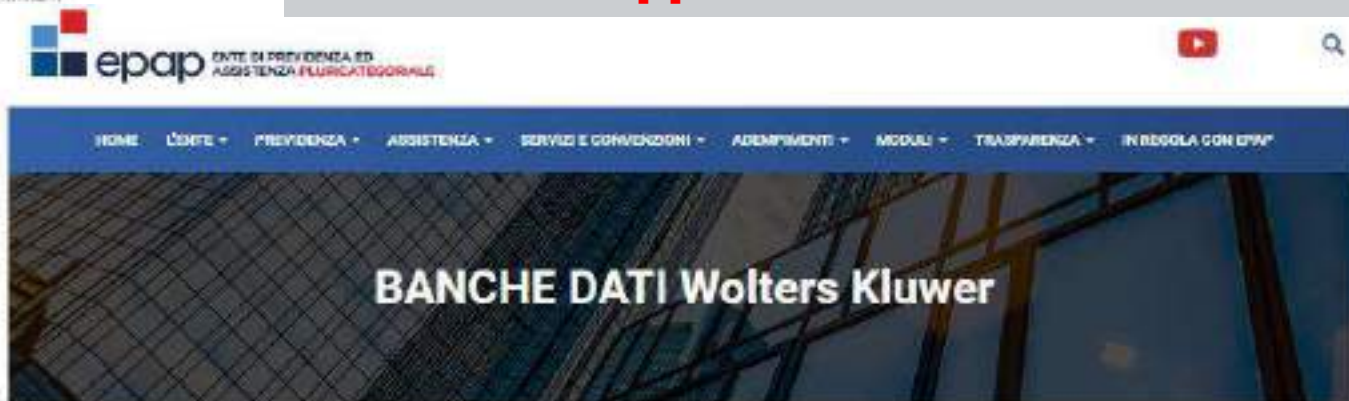 epap ENTE DI PREVIDENZA ED
ASSISTENZA PLURICATEGORIALE
HOME L'ENTE PREVIDENZA ASSISTENZA SERVIZI E CONVENZIONI ADEMPIMENTI MODULI TRASPARENZA IN REGOLA CON EPAP
BANCHE DATI Wolters Kluwer